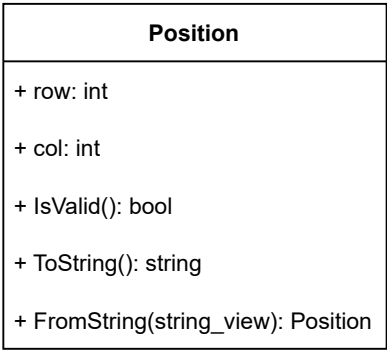 Position
+ row: int
+ col: int
+ IsValid(): bool
+ ToString(): string
+ FromString(string_view): Position